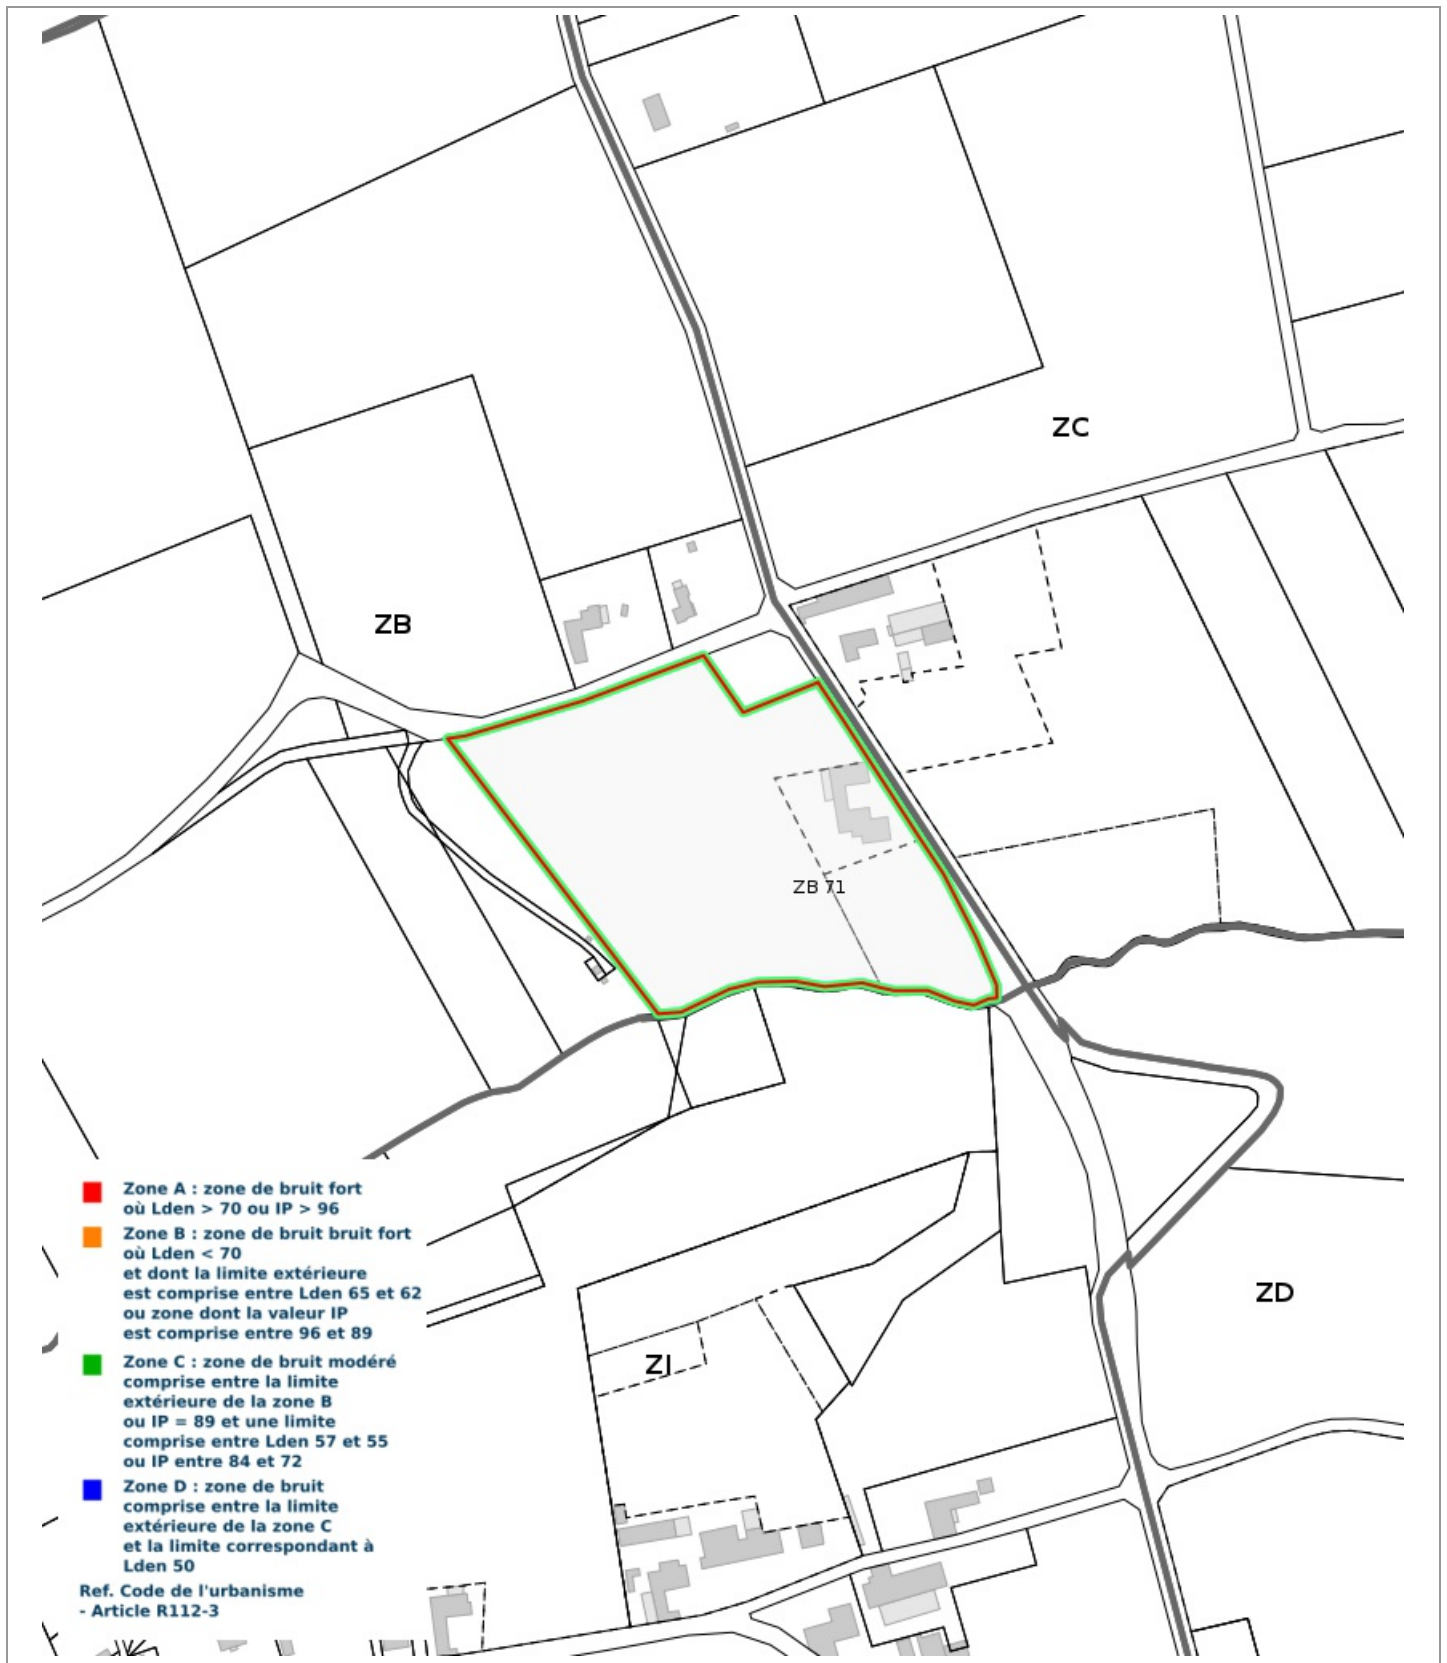 ZC
ZB
ZB 71
Zone A : zone de bruit fort
où Lden > 70 ou IP > 96
Zone B : zone de bruit bruit fort
où Lden < 70
et dont la limite extérieure
est comprise entre Lden 65 et 62
ou zone dont la valeur IP
est comprise entre 96 et 89
ZD
Zone C : zone de bruit modéré
comprise entre la limite
extérieure de la zone B
ou IP = 89 et une limite
comprise entre Lden 57 et 55
ou IP entre 84 et 72
ZI
Zone D : zone de bruit
comprise entre la limite
extérieure de la zone C
et la limite correspondant à
Lden 50
Ref. Code de l'urbanisme
- Article R112-3